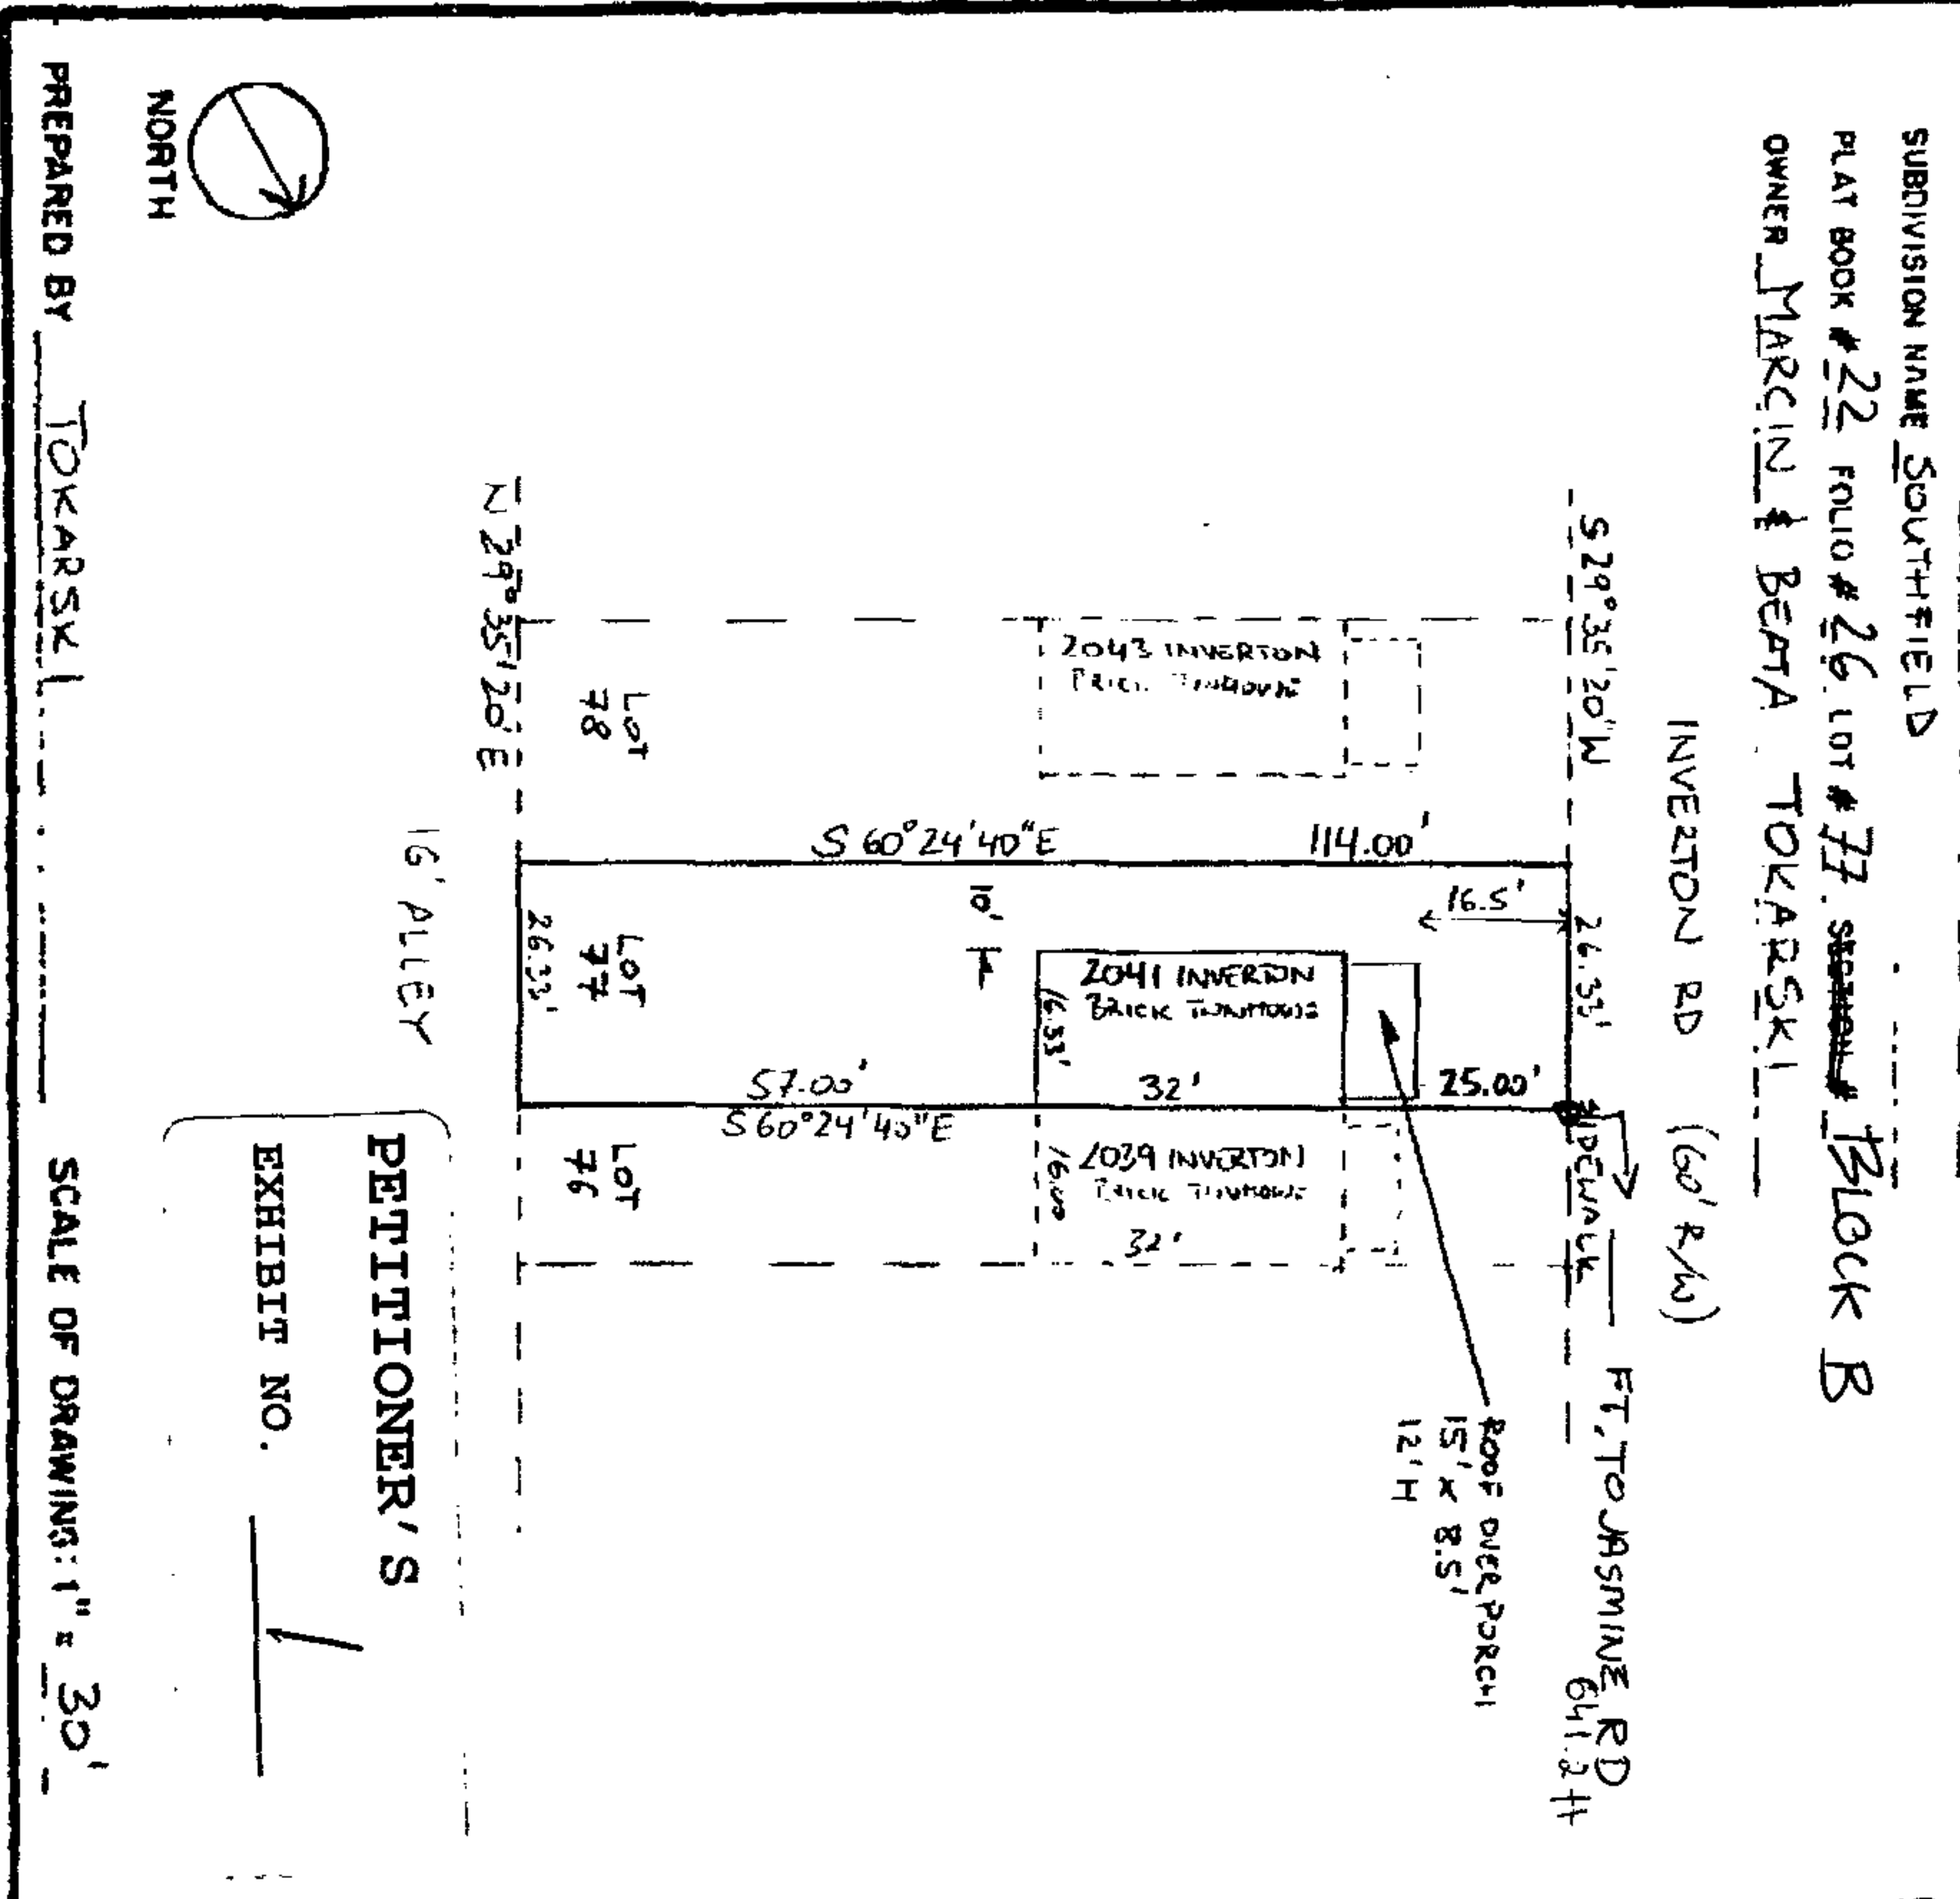 SUBDIVISION NAME SOUTHFIELD
PLAT BOOK # 22 FOLIO # 26 LOT # 77 BLOCK B
OWNER MARCIN & BEATA TOKARSKI
INVERTON RD (60' R/W)
S 29° 35' 20" W
26.33'
SIDEWALK
FT. TO JASMINE RD
641.2 ft
16.5'
25.00'
ROOF OVER PORCH
15' x 8.5'
12' H
2043 INVERTON
BRICK TOWNHOUSE
S 60° 24' 40" E
114.00'
10'
2041 INVERTON
BRICK TOWNHOUSE
16.33'
32'
57.00'
S 60° 24' 40" E
2039 INVERTON
BRICK TOWNHOUSE
16.00
32'
LOT
78
LOT
77
LOT
76
26.33'
N 29° 35' 20" E
16' ALLEY
PETITIONER'S
EXHIBIT NO.
NORTH
PREPARED BY TOKARSKI
SCALE OF DRAWING: 1" = 30'